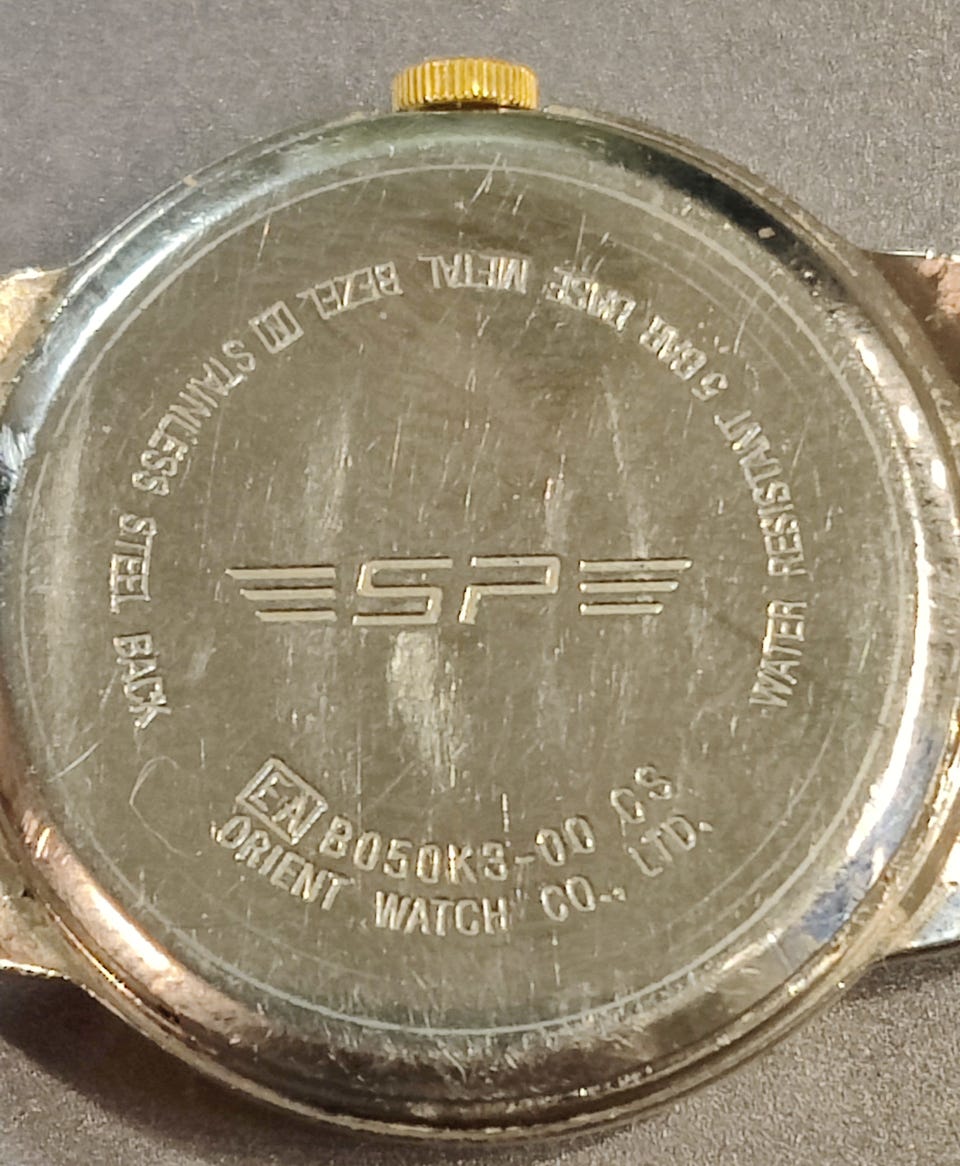 WATER RESISTANT 5 BAR BASE METAL BEZEL STAINLESS STEEL BACK
SP
EN B050K3-00 CS
ORIENT WATCH CO., LTD.